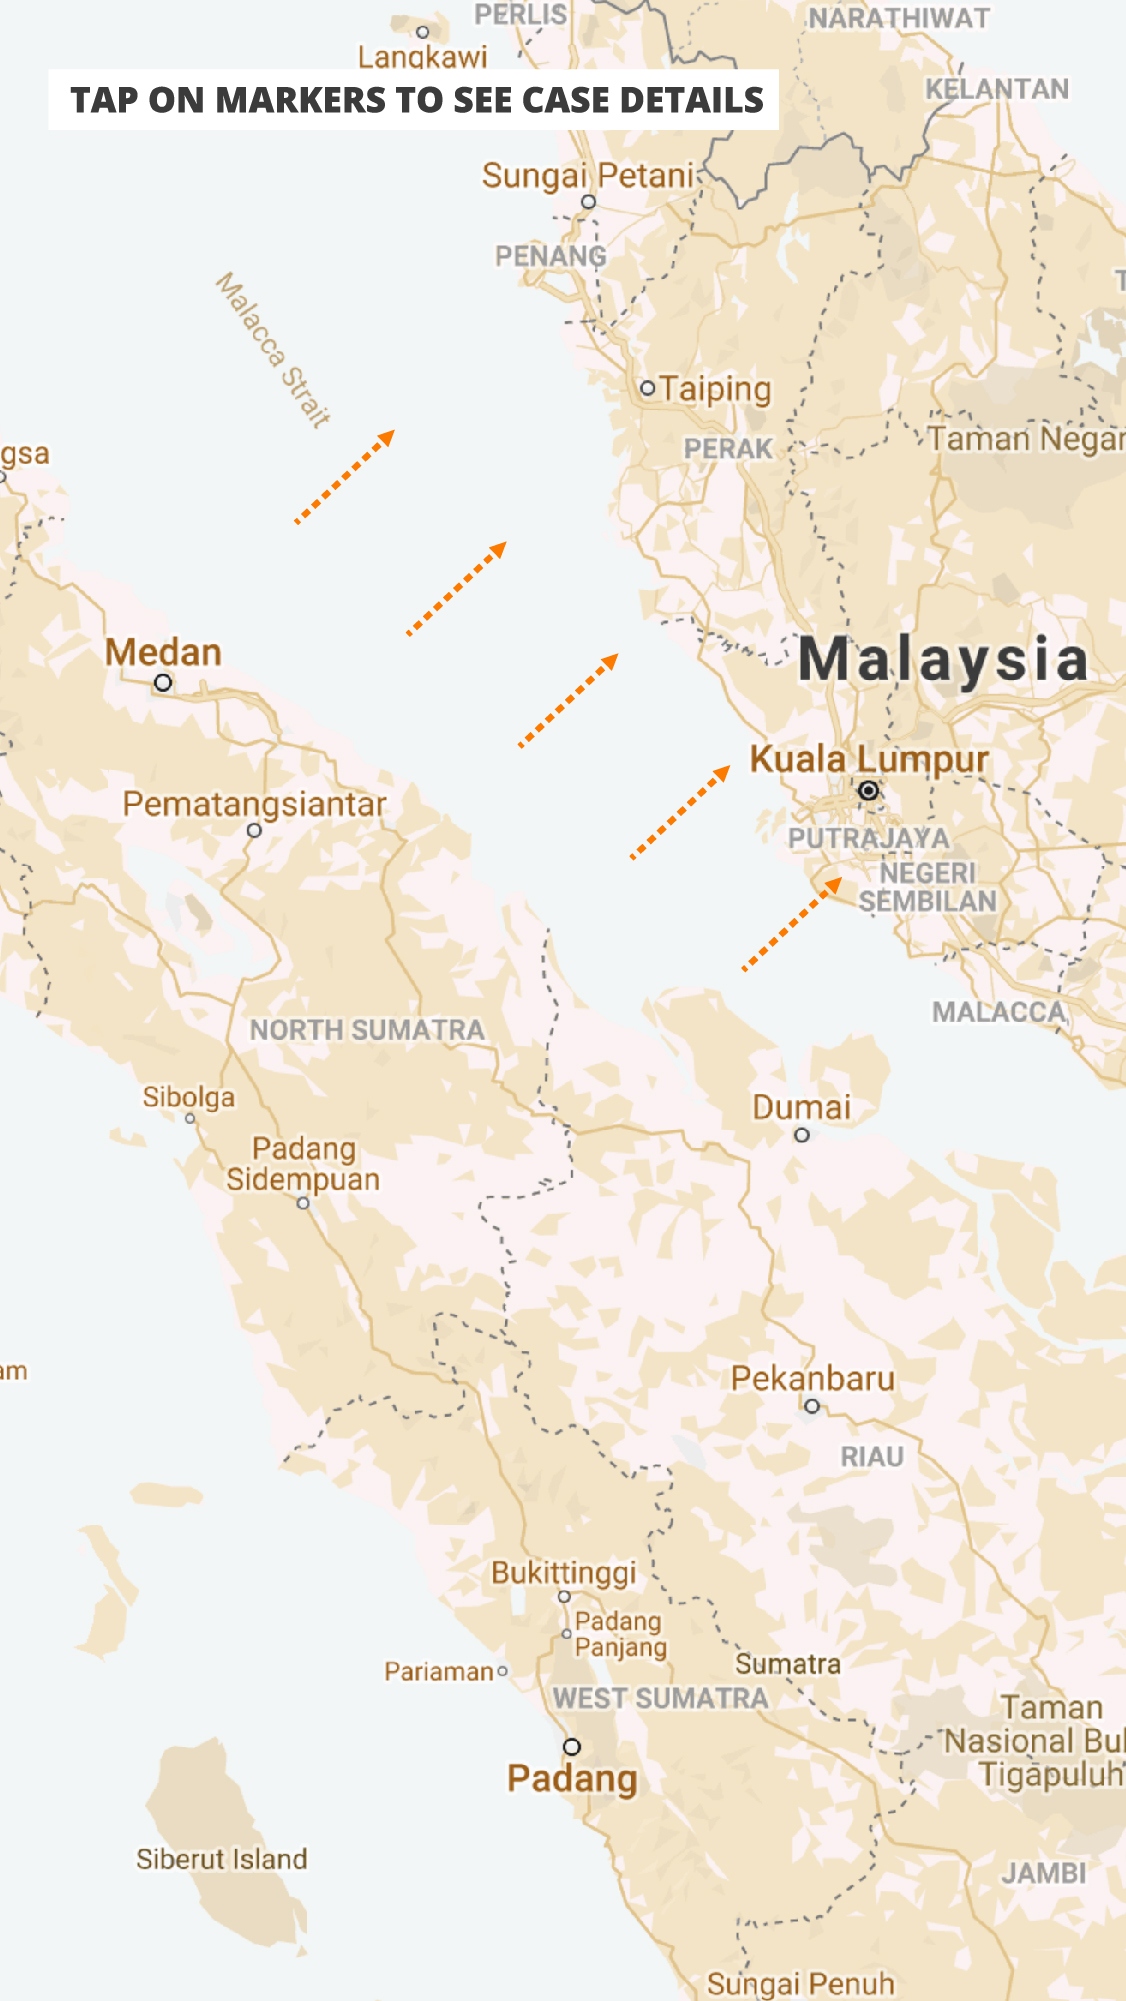 PERLIS
NARATHIWAT
Langkawi
KELANTAN
TAP ON MARKERS TO SEE CASE DETAILS
Sungai Petani
PENANG
T
Malacca Strait
Taiping
PERAK
Taman Negar
gsa
Medan
Malaysia
Kuala Lumpur
Pematangsiantar
PUTRAJAYA
NEGERI
SEMBILAN
MALACCA
NORTH SUMATRA
Sibolga
Dumai
Padang
Sidempuan
am
Pekanbaru
RIAU
Bukittinggi
Padang
Panjang
Pariaman
Sumatra
WEST SUMATRA
Taman
Nasional Bul
Tigapuluh
Padang
Siberut Island
JAMBI
Sungai Penuh